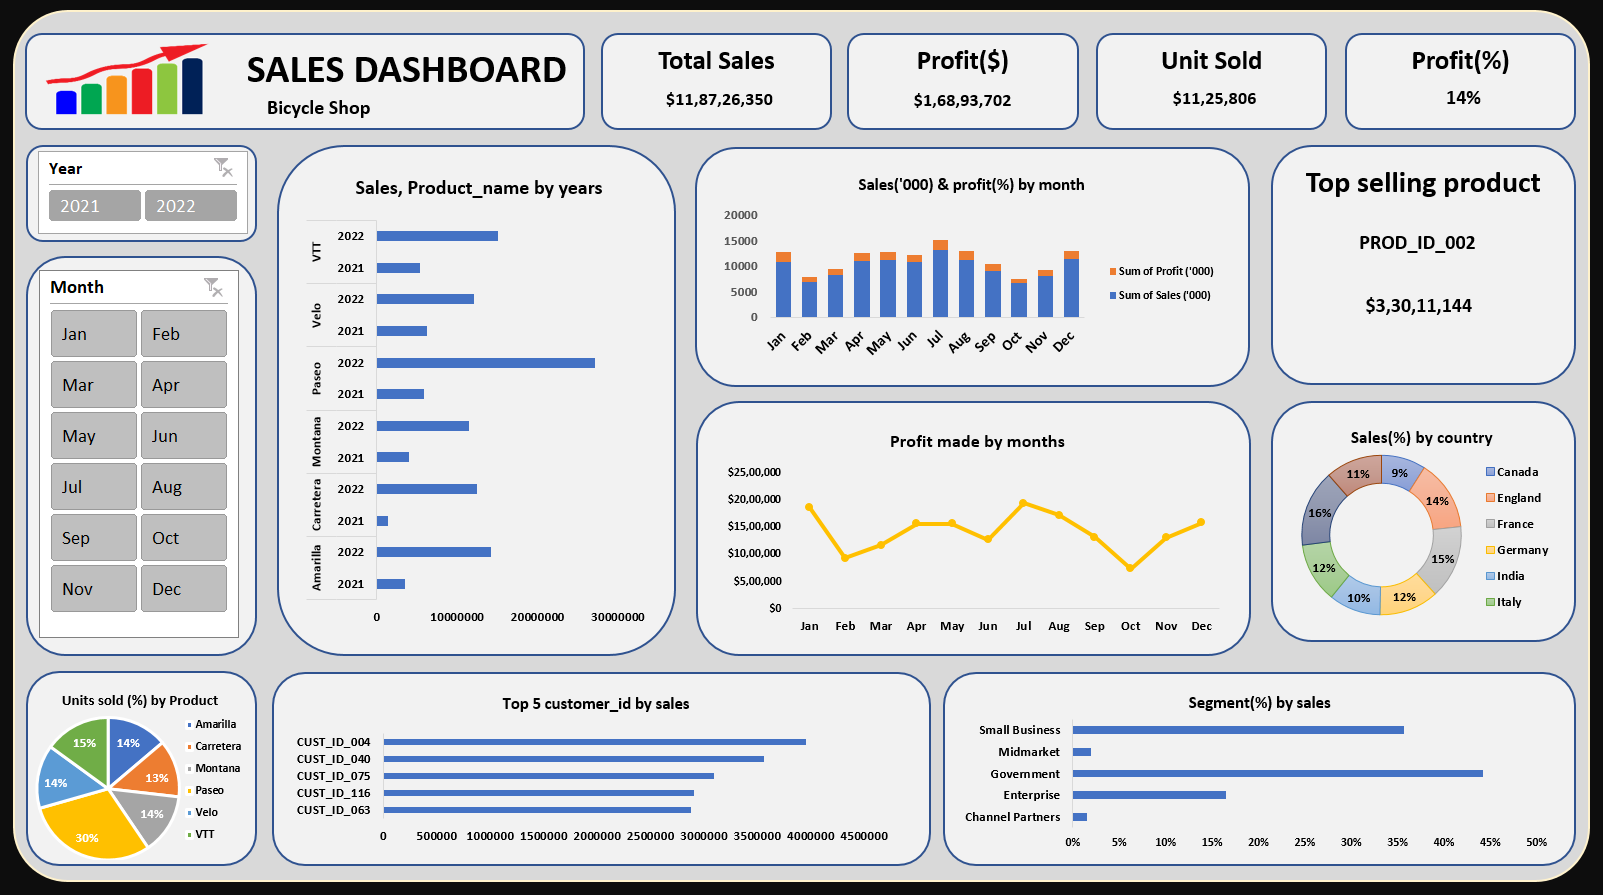 SALES DASHBOARD
Bicycle Shop
Total Sales
$11,87,26,350
Profit($)
$1,68,93,702
Unit Sold
$11,25,806
Profit(%)
14%
Year
2021 2022
Month
Jan Feb
Mar Apr
May Jun
Jul Aug
Sep Oct
Nov Dec
Sales, Product_name by years
VTT
2022
2021
Velo
2022
2021
Paseo
2022
2021
Montana
2022
2021
Carretera
2022
2021
Amarilla
2022
2021
0 10000000 20000000 30000000
Sales('000) & profit(%) by month
20000
15000
10000
5000
0
Jan Feb Mar Apr May Jun Jul Aug Sep Oct Nov Dec
Sum of Profit ('000)
Sum of Sales ('000)
Top selling product
PROD_ID_002
$3,30,11,144
Profit made by months
$25,00,000
$20,00,000
$15,00,000
$10,00,000
$5,00,000
$0
Jan Feb Mar Apr May Jun Jul Aug Sep Oct Nov Dec
Sales(%) by country
9%
14%
15%
12%
10%
12%
16%
11%
Canada
England
France
Germany
India
Italy
Units sold (%) by Product
14%
13%
14%
30%
14%
15%
Amarilla
Carretera
Montana
Paseo
Velo
VTT
Top 5 customer_id by sales
CUST_ID_004
CUST_ID_040
CUST_ID_075
CUST_ID_116
CUST_ID_063
0 500000 1000000 1500000 2000000 2500000 3000000 3500000 4000000 4500000
Segment(%) by sales
Small Business
Midmarket
Government
Enterprise
Channel Partners
0% 5% 10% 15% 20% 25% 30% 35% 40% 45% 50%